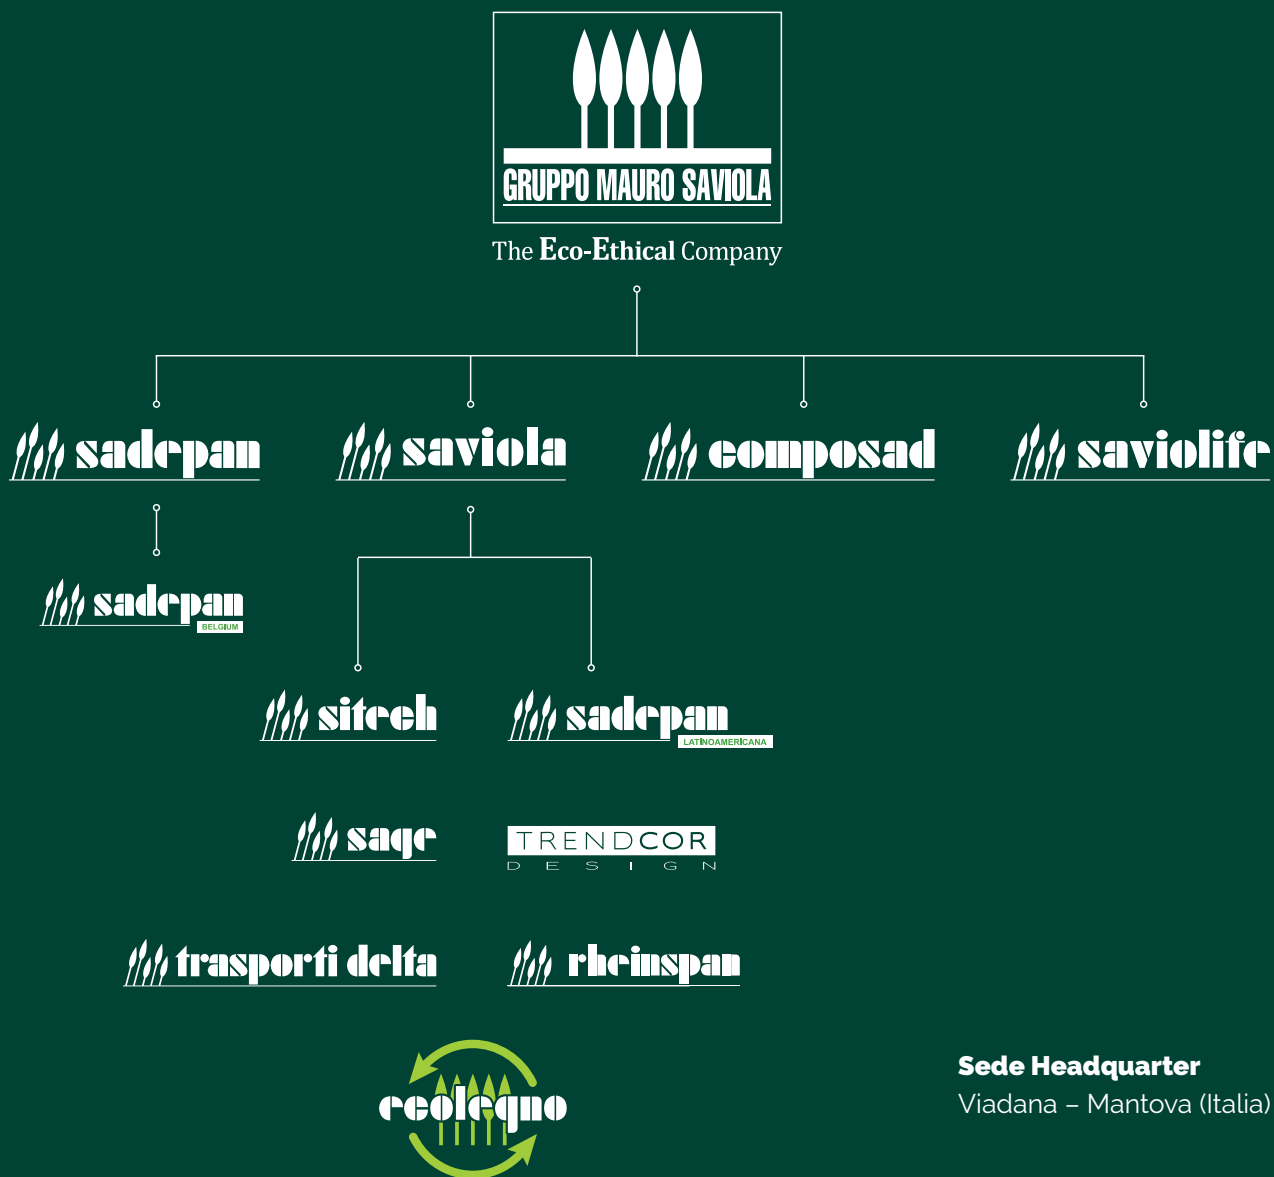 GRUPPO MAURO SAVIOLA
The Eco-Ethical Company
sadepan
saviola
composad
saviolife
sadepan
BELGIUM
sitech
sadepan
LATINOAMERICANA
sage
TRENDCOR
DESIGN
trasporti delta
rheinspan
ecolegno
Sede Headquarter
Viadana – Mantova (Italia)